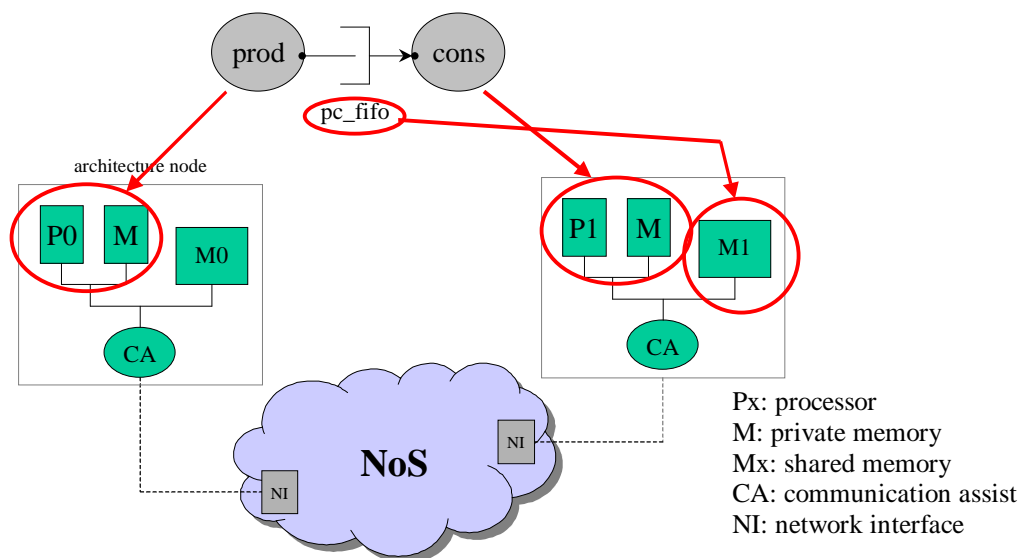 prod
cons
pc_fifo
architecture node
P0
M
M0
P1
M
M1
CA
CA
NoS
NI
NI
Px: processor
M: private memory
Mx: shared memory
CA: communication assist
NI: network interface